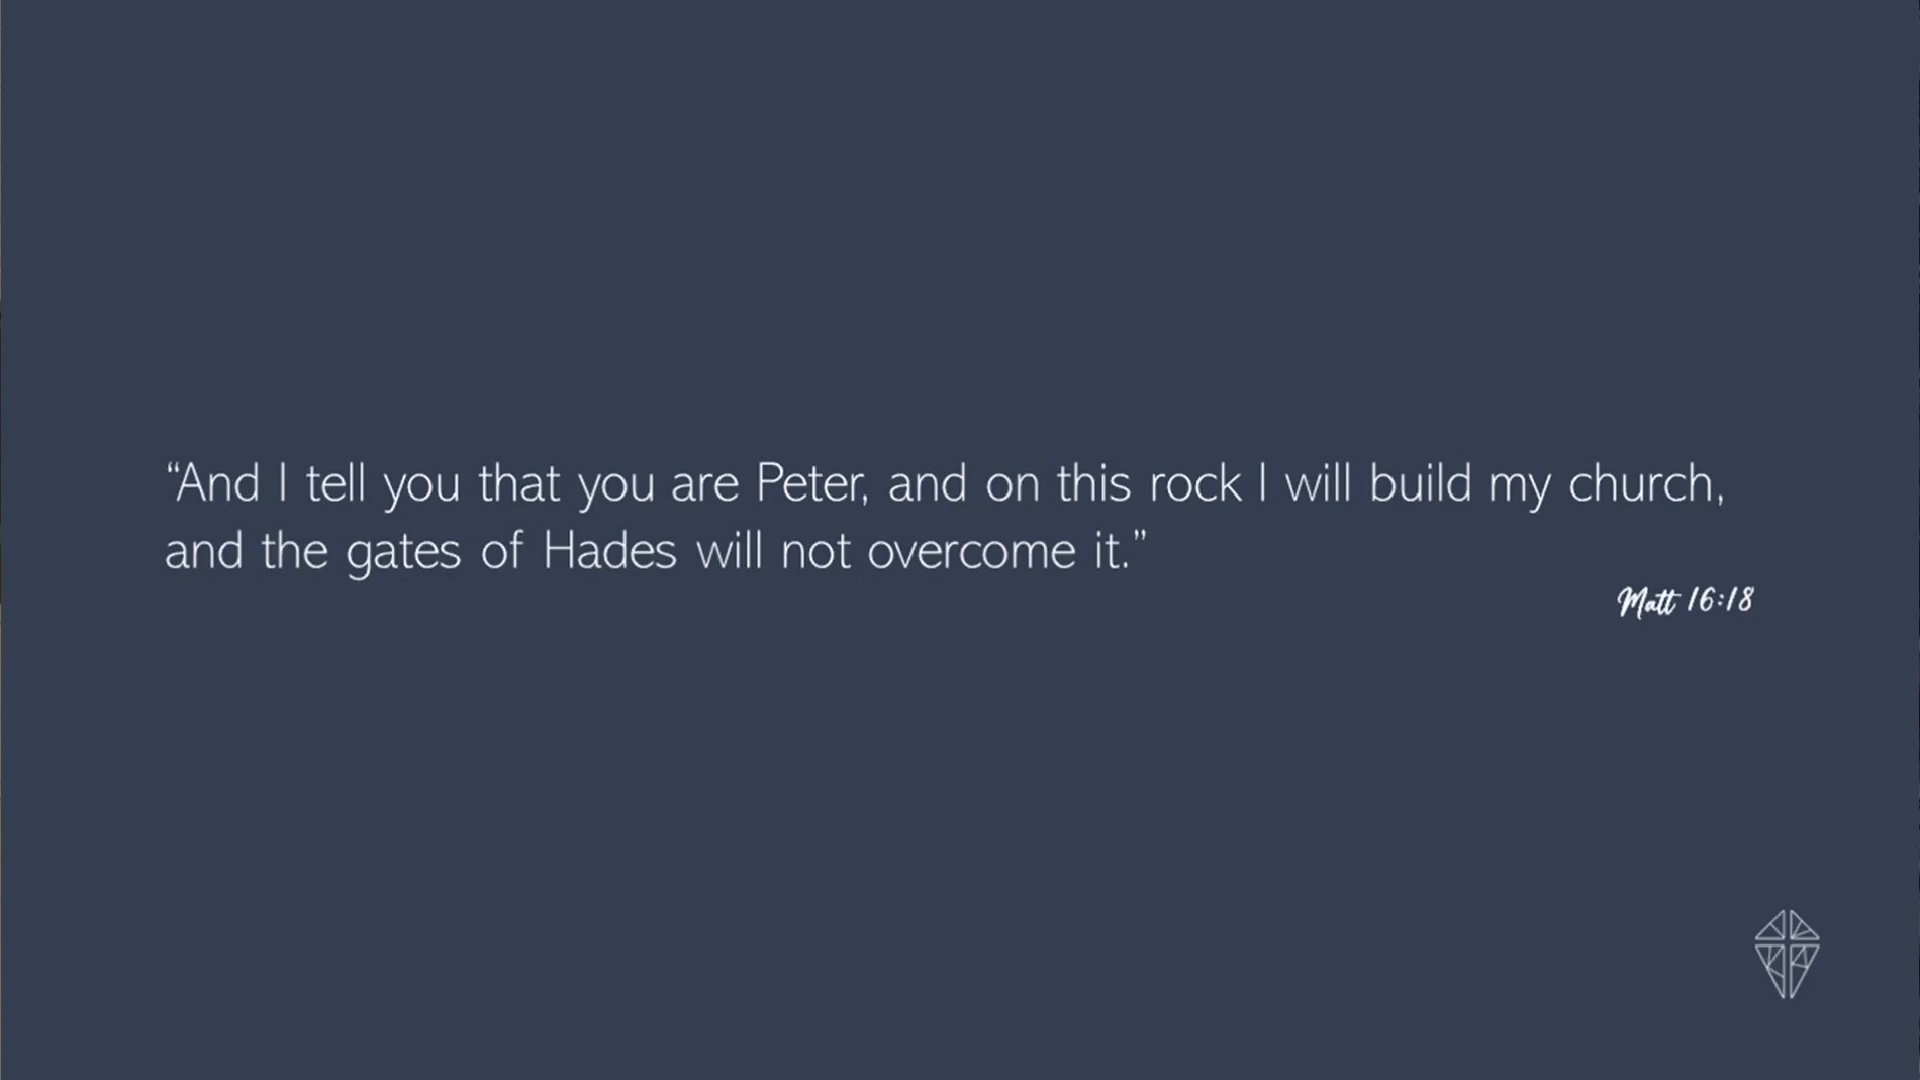 “And I tell you that you are Peter, and on this rock I will build my church,
and the gates of Hades will not overcome it.”
Matt 16:18